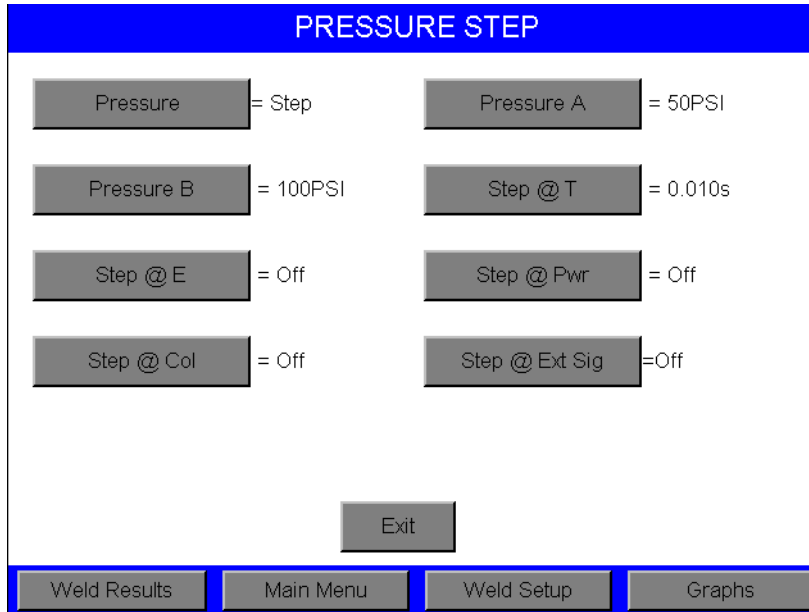 PRESSURE STEP
Pressure = Step
Pressure A = 50PSI
Pressure B = 100PSI
Step @ T = 0.010s
Step @ E = Off
Step @ Pwr = Off
Step @ Col = Off
Step @ Ext Sig =Off
Exit
Weld Results
Main Menu
Weld Setup
Graphs